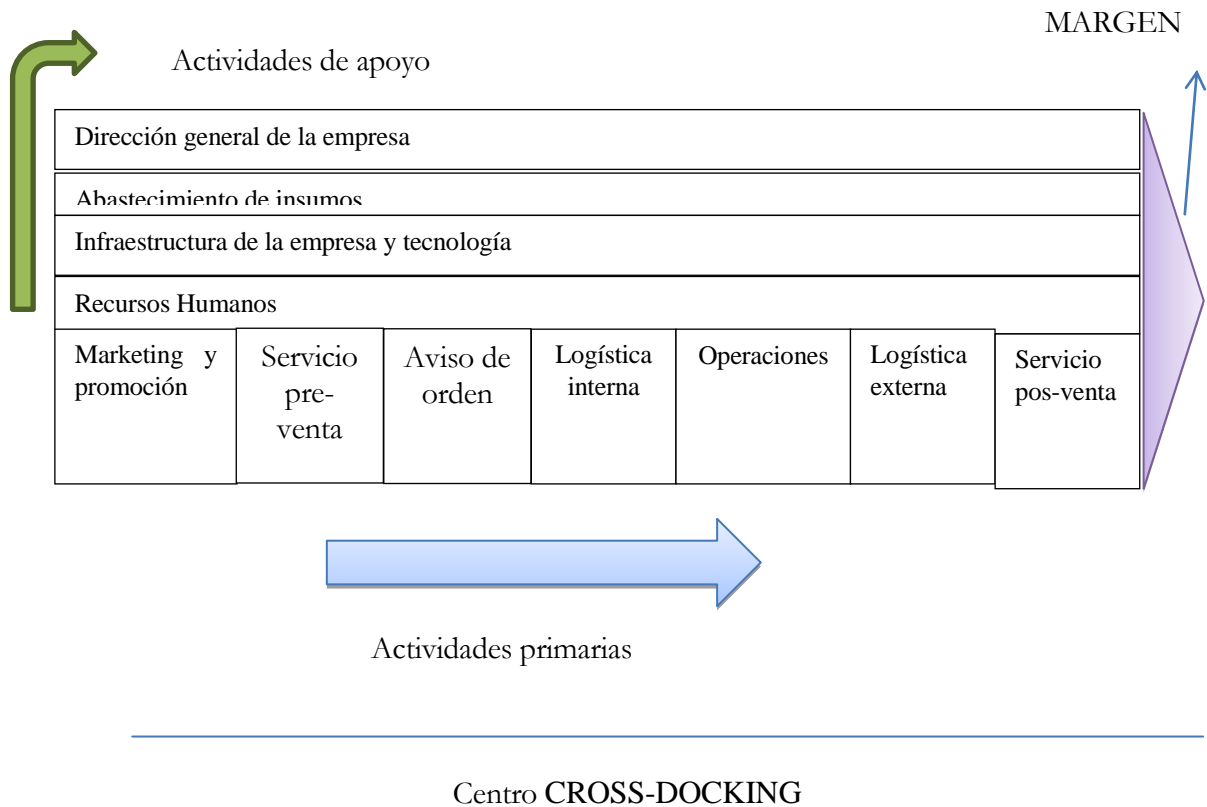 MARGEN
Actividades de apoyo
Dirección general de la empresa
Abastecimiento de insumos
Infraestructura de la empresa y tecnología
Recursos Humanos
Marketing y
promoción
Servicio
pre-
venta
Aviso de
orden
Logística
interna
Operaciones
Logística
externa
Servicio
pos-venta
Actividades primarias
Centro CROSS-DOCKING